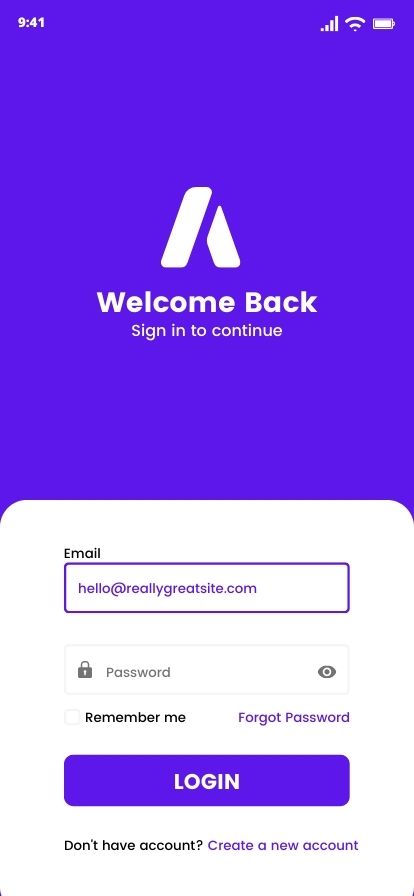 9:41
Welcome Back
Sign in to continue
Email
hello@reallygreatsite.com
Password
Remember me Forgot Password
LOGIN
Don't have account? Create a new account